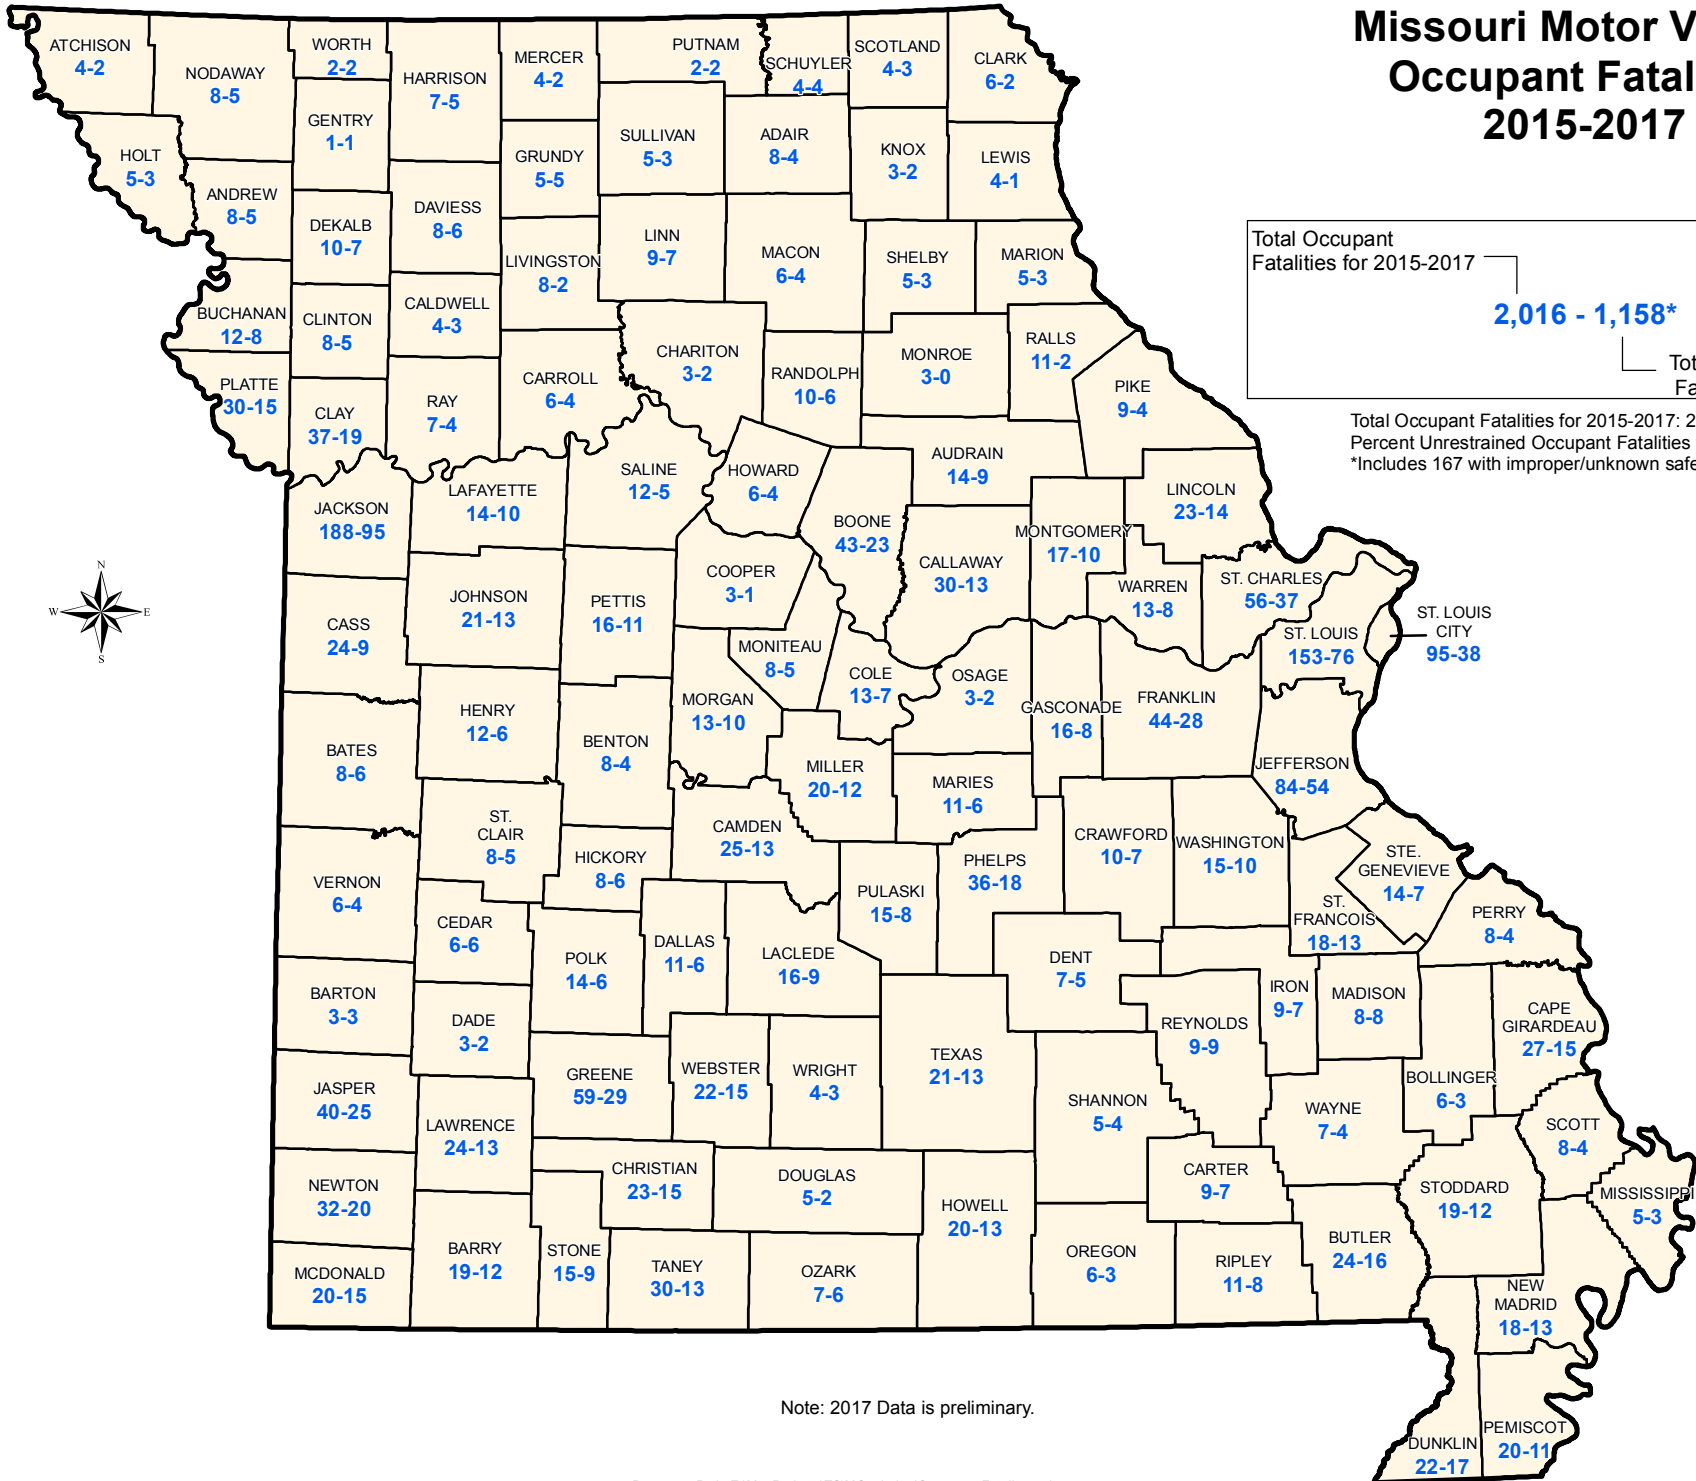 Missouri Motor V
Occupant Fatal
2015-2017
Total Occupant
Fatalities for 2015-2017
2,016 - 1,158*
Tot
Fa
Total Occupant Fatalities for 2015-2017: 2
Percent Unrestrained Occupant Fatalities
*Includes 167 with improper/unknown safe
ATCHISON
4-2
NODAWAY
8-5
WORTH
2-2
HARRISON
7-5
MERCER
4-2
PUTNAM
2-2
SCHUYLER
4-4
SCOTLAND
4-3
CLARK
6-2
HOLT
5-3
ANDREW
8-5
GENTRY
1-1
DEKALB
10-7
DAVIESS
8-6
GRUNDY
5-5
SULLIVAN
5-3
ADAIR
8-4
KNOX
3-2
LEWIS
4-1
LIVINGSTON
8-2
LINN
9-7
MACON
6-4
SHELBY
5-3
MARION
5-3
BUCHANAN
12-8
CLINTON
8-5
CALDWELL
4-3
PLATTE
30-15
CLAY
37-19
RAY
7-4
CARROLL
6-4
CHARITON
3-2
RANDOLPH
10-6
MONROE
3-0
RALLS
11-2
PIKE
9-4
JACKSON
188-95
LAFAYETTE
14-10
SALINE
12-5
HOWARD
6-4
BOONE
43-23
AUDRAIN
14-9
CALLAWAY
30-13
MONTGOMERY
17-10
LINCOLN
23-14
WARREN
13-8
ST. CHARLES
56-37
ST. LOUIS
153-76
ST. LOUIS
CITY
95-38
N
W
E
S
CASS
24-9
JOHNSON
21-13
PETTIS
16-11
COOPER
3-1
MONITEAU
8-5
MORGAN
13-10
COLE
13-7
OSAGE
3-2
GASCONADE
16-8
FRANKLIN
44-28
JEFFERSON
84-54
BATES
8-6
HENRY
12-6
BENTON
8-4
MILLER
20-12
MARIES
11-6
ST.
CLAIR
8-5
HICKORY
8-6
CAMDEN
25-13
PULASKI
15-8
PHELPS
36-18
CRAWFORD
10-7
WASHINGTON
15-10
STE.
GENEVIEVE
14-7
ST.
FRANCOIS
18-13
PERRY
8-4
VERNON
6-4
CEDAR
6-6
POLK
14-6
DALLAS
11-6
LACLEDE
16-9
DENT
7-5
IRON
9-7
MADISON
8-8
CAPE
GIRARDEAU
27-15
BARTON
3-3
DADE
3-2
GREENE
59-29
WEBSTER
22-15
WRIGHT
4-3
TEXAS
21-13
REYNOLDS
9-9
SHANNON
5-4
WAYNE
7-4
BOLLINGER
6-3
SCOTT
8-4
JASPER
40-25
LAWRENCE
24-13
CHRISTIAN
23-15
DOUGLAS
5-2
HOWELL
20-13
CARTER
9-7
STODDARD
19-12
MISSISSIPPI
5-3
NEWTON
32-20
MCDONALD
20-15
BARRY
19-12
STONE
15-9
TANEY
30-13
OZARK
7-6
OREGON
6-3
RIPLEY
11-8
BUTLER
24-16
NEW
MADRID
18-13
PEMISCOT
20-11
DUNKLIN
22-17
Note: 2017 Data is preliminary.